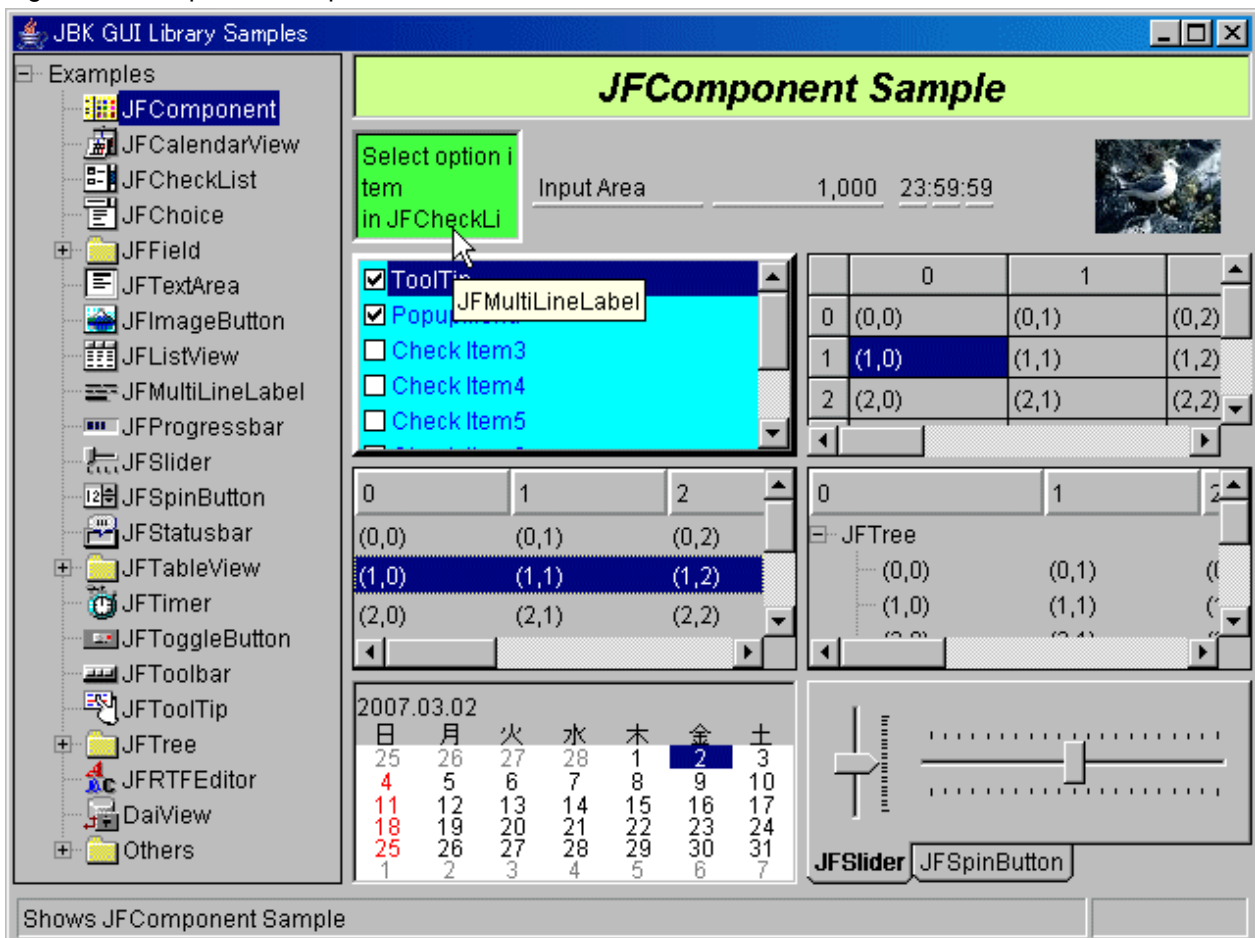 JBK GUI Library Samples
Examples
JFComponent
JFCalendarView
JFCheckList
JFChoice
JFField
JFTextArea
JFImageButton
JFListView
JFMultiLineLabel
JFProgressbar
JFSlider
JFSpinButton
JFStatusbar
JFTableView
JFTimer
JFToggleButton
JFToolbar
JFToolTip
JFTree
JFRTFEditor
DaiView
Others
JFComponent Sample
Select option i
tem
in JFCheckLi
Input Area 1,000 23:59:59
ToolTip
JFMultiLineLabel
Check Item3
Check Item4
Check Item5
0 1
0 (0,0) (0,1) (0,2)
1 (1,0) (1,1) (1,2)
2 (2,0) (2,1) (2,2)
0 1 2
(0,0) (0,1) (0,2)
(1,0) (1,1) (1,2)
(2,0) (2,1) (2,2)
0 1 2
JFTree
(0,0) (0,1)
(1,0) (1,1)
2007.03.02
日 月 火 水 木 金 土
25 26 27 28 1 2 3
4 5 6 7 8 9 10
11 12 13 14 15 16 17
18 19 20 21 22 23 24
25 26 27 28 29 30 31
1 2 3 4 5 6 7
JFSlider JFSpinButton
Shows JFComponent Sample